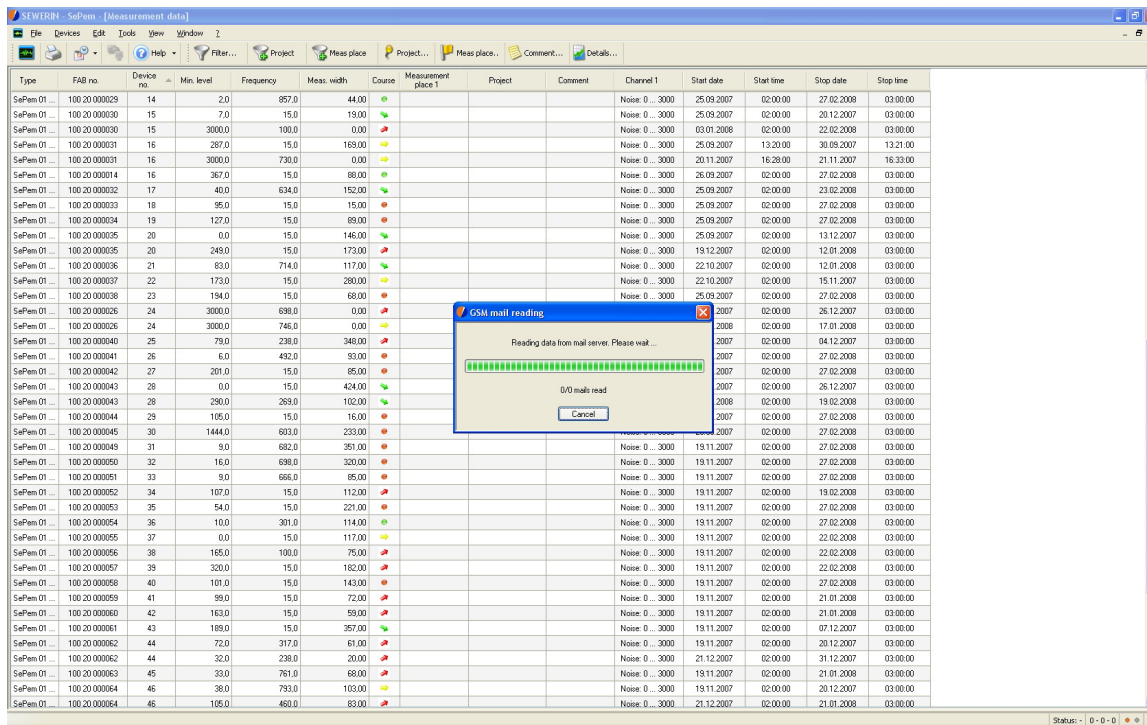 SEWERIN - SePem - [Measurement data]
File Devices Edit Tools View Window ?
Help Filter... Project Meas place Project... Meas place.. Comment... Details...
Type FAB no. Device no. Min. level Frequency Meas. width Course Measurement place 1 Project Comment Channel 1 Start date Start time Stop date Stop time
SePem 01 ... 100 20 000029 14 2,0 857,0 44,00 Noise: 0 ... 3000 25.09.2007 02:00:00 27.02.2008 03:00:00
SePem 01 ... 100 20 000030 15 7,0 15,0 19,00 Noise: 0 ... 3000 25.09.2007 02:00:00 20.12.2007 03:00:00
SePem 01 ... 100 20 000030 15 3000,0 100,0 0,00 Noise: 0 ... 3000 03.01.2008 02:00:00 22.02.2008 03:00:00
SePem 01 ... 100 20 000031 16 287,0 15,0 169,00 Noise: 0 ... 3000 25.09.2007 13:20:00 30.09.2007 13:21:00
SePem 01 ... 100 20 000031 16 3000,0 730,0 0,00 Noise: 0 ... 3000 20.11.2007 16:28:00 21.11.2007 16:33:00
SePem 01 ... 100 20 000014 16 367,0 15,0 88,00 Noise: 0 ... 3000 26.09.2007 02:00:00 27.02.2008 03:00:00
SePem 01 ... 100 20 000032 17 40,0 634,0 152,00 Noise: 0 ... 3000 25.09.2007 02:00:00 23.02.2008 03:00:00
SePem 01 ... 100 20 000033 18 95,0 15,0 15,00 Noise: 0 ... 3000 25.09.2007 02:00:00 27.02.2008 03:00:00
SePem 01 ... 100 20 000034 19 127,0 15,0 89,00 Noise: 0 ... 3000 25.09.2007 02:00:00 27.02.2008 03:00:00
SePem 01 ... 100 20 000035 20 0,0 15,0 146,00 Noise: 0 ... 3000 25.09.2007 02:00:00 13.12.2007 03:00:00
SePem 01 ... 100 20 000035 20 249,0 15,0 173,00 Noise: 0 ... 3000 19.12.2007 02:00:00 12.01.2008 03:00:00
SePem 01 ... 100 20 000036 21 83,0 714,0 117,00 Noise: 0 ... 3000 22.10.2007 02:00:00 12.01.2008 03:00:00
SePem 01 ... 100 20 000037 22 173,0 15,0 280,00 Noise: 0 ... 3000 22.10.2007 02:00:00 15.11.2007 03:00:00
SePem 01 ... 100 20 000038 23 194,0 15,0 68,00 Noise: 0 ... 3000 25.09.2007 02:00:00 27.02.2008 03:00:00
SePem 01 ... 100 20 000026 24 3000,0 698,0 0,00 .2007 02:00:00 26.12.2007 03:00:00
SePem 01 ... 100 20 000026 24 3000,0 746,0 0,00 .2008 02:00:00 17.01.2008 03:00:00
SePem 01 ... 100 20 000040 25 79,0 238,0 348,00 .2007 02:00:00 04.12.2007 03:00:00
SePem 01 ... 100 20 000041 26 6,0 492,0 93,00 .2007 02:00:00 27.02.2008 03:00:00
SePem 01 ... 100 20 000042 27 201,0 15,0 85,00 .2007 02:00:00 27.02.2008 03:00:00
SePem 01 ... 100 20 000043 28 0,0 15,0 424,00 .2007 02:00:00 26.12.2007 03:00:00
SePem 01 ... 100 20 000043 28 290,0 269,0 102,00 .2008 02:00:00 19.02.2008 03:00:00
SePem 01 ... 100 20 000044 29 105,0 15,0 16,00 .2007 02:00:00 27.02.2008 03:00:00
SePem 01 ... 100 20 000045 30 1444,0 603,0 233,00 02:00:00 27.02.2008 03:00:00
GSM mail reading
Reading data from mail server. Please wait ...
0/0 mails read
Cancel
SePem 01 ... 100 20 000049 31 9,0 682,0 351,00 Noise: 0 ... 3000 19.11.2007 02:00:00 27.02.2008 03:00:00
SePem 01 ... 100 20 000050 32 16,0 698,0 320,00 Noise: 0 ... 3000 19.11.2007 02:00:00 27.02.2008 03:00:00
SePem 01 ... 100 20 000051 33 9,0 666,0 85,00 Noise: 0 ... 3000 19.11.2007 02:00:00 27.02.2008 03:00:00
SePem 01 ... 100 20 000052 34 107,0 15,0 112,00 Noise: 0 ... 3000 19.11.2007 02:00:00 19.02.2008 03:00:00
SePem 01 ... 100 20 000053 35 54,0 15,0 221,00 Noise: 0 ... 3000 19.11.2007 02:00:00 27.02.2008 03:00:00
SePem 01 ... 100 20 000054 36 10,0 301,0 114,00 Noise: 0 ... 3000 19.11.2007 02:00:00 27.02.2008 03:00:00
SePem 01 ... 100 20 000055 37 0,0 15,0 117,00 Noise: 0 ... 3000 19.11.2007 02:00:00 22.02.2008 03:00:00
SePem 01 ... 100 20 000056 38 165,0 100,0 75,00 Noise: 0 ... 3000 19.11.2007 02:00:00 22.02.2008 03:00:00
SePem 01 ... 100 20 000057 39 320,0 15,0 182,00 Noise: 0 ... 3000 19.11.2007 02:00:00 22.02.2008 03:00:00
SePem 01 ... 100 20 000058 40 101,0 15,0 143,00 Noise: 0 ... 3000 19.11.2007 02:00:00 27.02.2008 03:00:00
SePem 01 ... 100 20 000059 41 99,0 15,0 72,00 Noise: 0 ... 3000 19.11.2007 02:00:00 21.01.2008 03:00:00
SePem 01 ... 100 20 000060 42 163,0 15,0 59,00 Noise: 0 ... 3000 19.11.2007 02:00:00 21.01.2008 03:00:00
SePem 01 ... 100 20 000061 43 189,0 15,0 357,00 Noise: 0 ... 3000 19.11.2007 02:00:00 07.12.2007 03:00:00
SePem 01 ... 100 20 000062 44 72,0 317,0 61,00 Noise: 0 ... 3000 19.11.2007 02:00:00 20.12.2007 03:00:00
SePem 01 ... 100 20 000062 44 32,0 238,0 20,00 Noise: 0 ... 3000 21.12.2007 02:00:00 31.12.2007 03:00:00
SePem 01 ... 100 20 000063 45 33,0 761,0 68,00 Noise: 0 ... 3000 19.11.2007 02:00:00 21.01.2008 03:00:00
SePem 01 ... 100 20 000064 46 38,0 793,0 103,00 Noise: 0 ... 3000 19.11.2007 02:00:00 20.12.2007 03:00:00
SePem 01 ... 100 20 000064 46 105,0 460,0 83,00 Noise: 0 ... 3000 21.12.2007 02:00:00 21.01.2008 03:00:00
Status: - 0 - 0 - 0